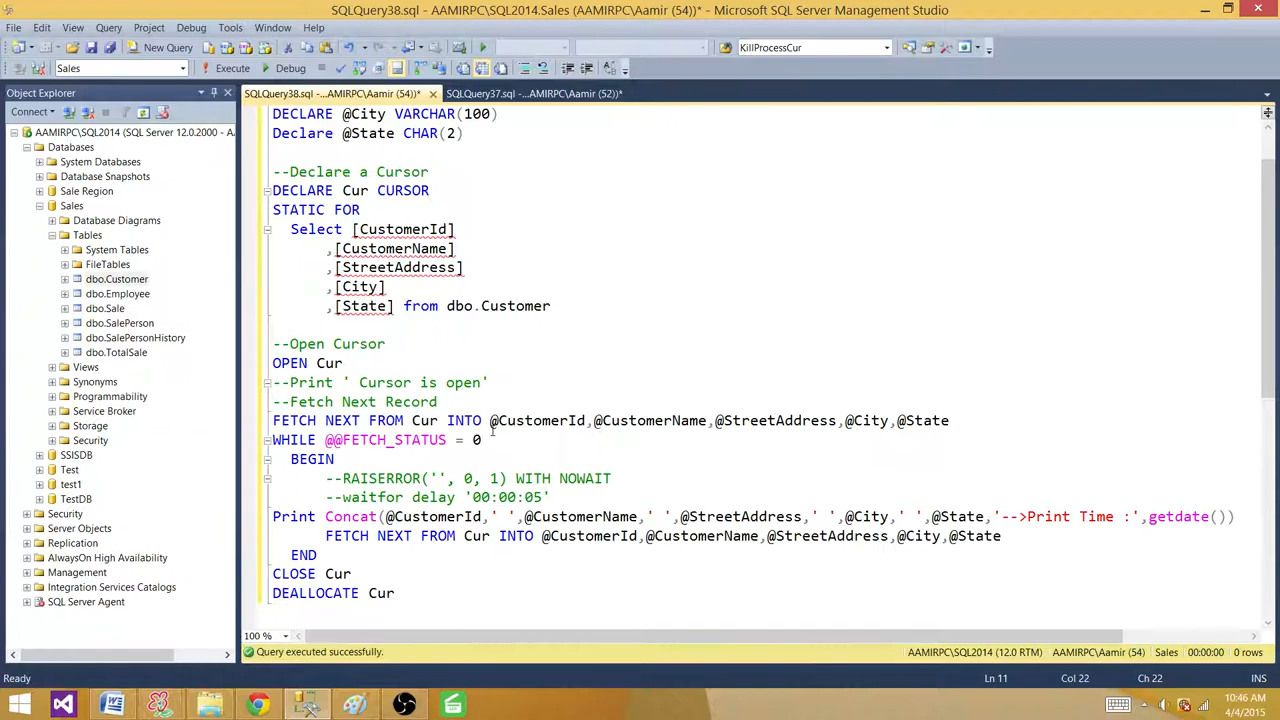 SQLQuery38.sql - AAMIRPC\SQL2014.Sales (AAMIRPC\Aamir (54))* - Microsoft SQL Server Management Studio
File Edit View Query Project Debug Tools Window Help
New Query KillProcessCur
Sales Execute Debug
Object Explorer
Connect
AAMIRPC\SQL2014 (SQL Server 12.0.2000 - A
Databases
System Databases
Database Snapshots
Sale Region
Sales
Database Diagrams
Tables
System Tables
FileTables
dbo.Customer
dbo.Employee
dbo.Sale
dbo.SalePerson
dbo.SalePersonHistory
dbo.TotalSale
Views
Synonyms
Programmability
Service Broker
Storage
Security
SSISDB
Test
test1
TestDB
Security
Server Objects
Replication
AlwaysOn High Availability
Management
Integration Services Catalogs
SQL Server Agent
SQLQuery38.sql -...AAMIRPC\Aamir (54))* SQLQuery37.sql -...AAMIRPC\Aamir (52))*
DECLARE @City VARCHAR(100)
Declare @State CHAR(2)
--Declare a Cursor
DECLARE Cur CURSOR
STATIC FOR
Select [CustomerId]
,[CustomerName]
,[StreetAddress]
,[City]
,[State] from dbo.Customer
--Open Cursor
OPEN Cur
--Print ' Cursor is open'
--Fetch Next Record
FETCH NEXT FROM Cur INTO @CustomerId,@CustomerName,@StreetAddress,@City,@State
WHILE @@FETCH_STATUS = 0
BEGIN
--RAISERROR('', 0, 1) WITH NOWAIT
--waitfor delay '00:00:05'
Print Concat(@CustomerId,' ',@CustomerName,' ',@StreetAddress,' ',@City,' ',@State,'-->Print Time :',getdate())
FETCH NEXT FROM Cur INTO @CustomerId,@CustomerName,@StreetAddress,@City,@State
END
CLOSE Cur
DEALLOCATE Cur
100 %
Query executed successfully. AAMIRPC\SQL2014 (12.0 RTM) AAMIRPC\Aamir (54) Sales 00:00:00 0 rows
Ready Ln 11 Col 22 Ch 22 INS
10:46 AM
4/4/2015